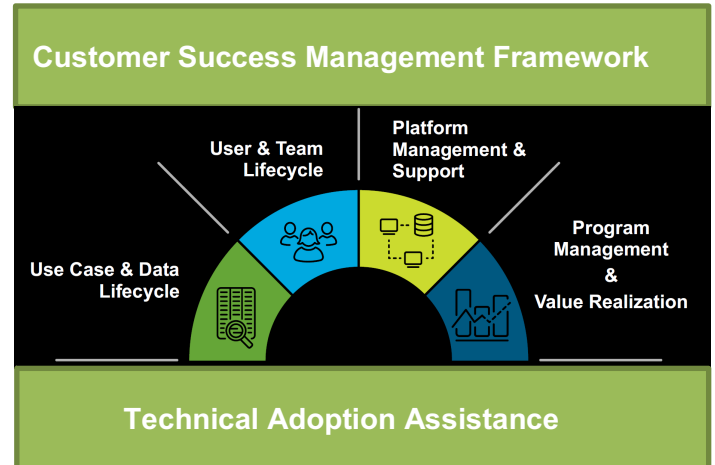 Customer Success Management Framework
User & Team
Lifecycle
Platform
Management &
Support
Use Case & Data
Lifecycle
Program
Management
&
Value Realization
Technical Adoption Assistance